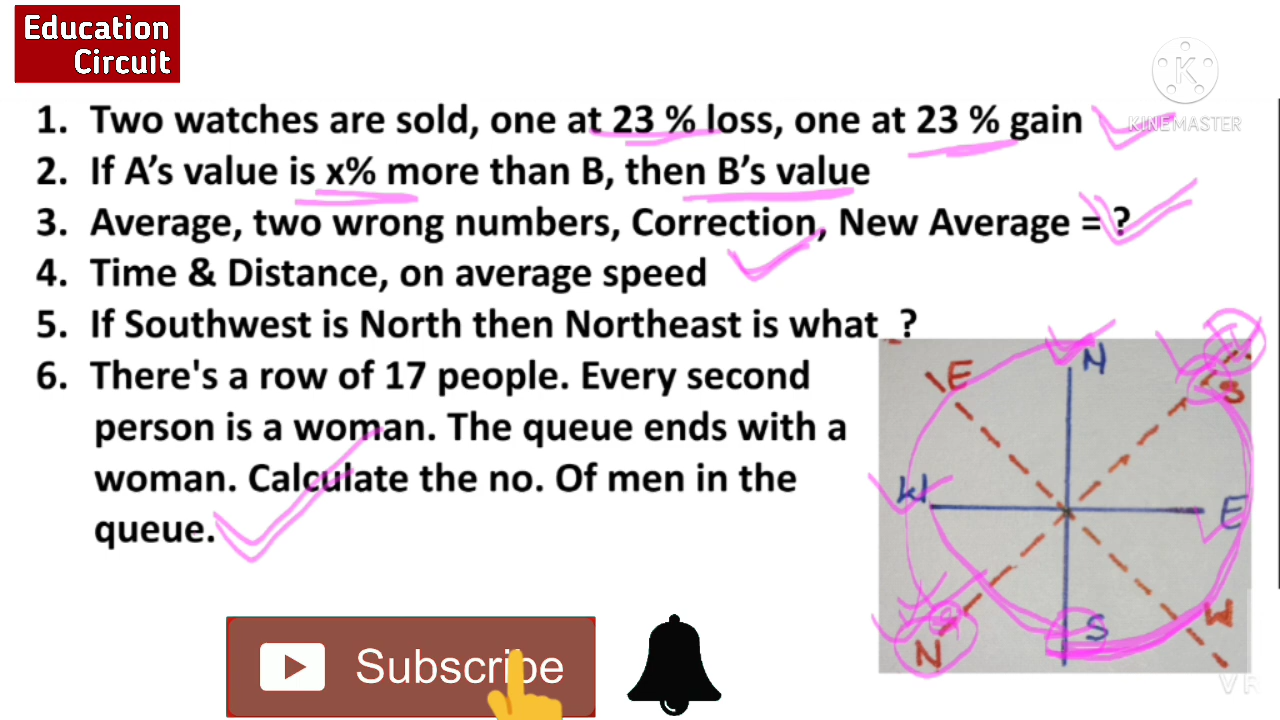 Education
Circuit
K
KINEMASTER
1. Two watches are sold, one at 23 % loss, one at 23 % gain
2. If A’s value is x% more than B, then B’s value
3. Average, two wrong numbers, Correction, New Average = ?
4. Time & Distance, on average speed
5. If Southwest is North then Northeast is what ?
6. There's a row of 17 people. Every second
person is a woman. The queue ends with a
woman. Calculate the no. Of men in the
queue.
N
E
S
W
E
W
S
N
Subscribe